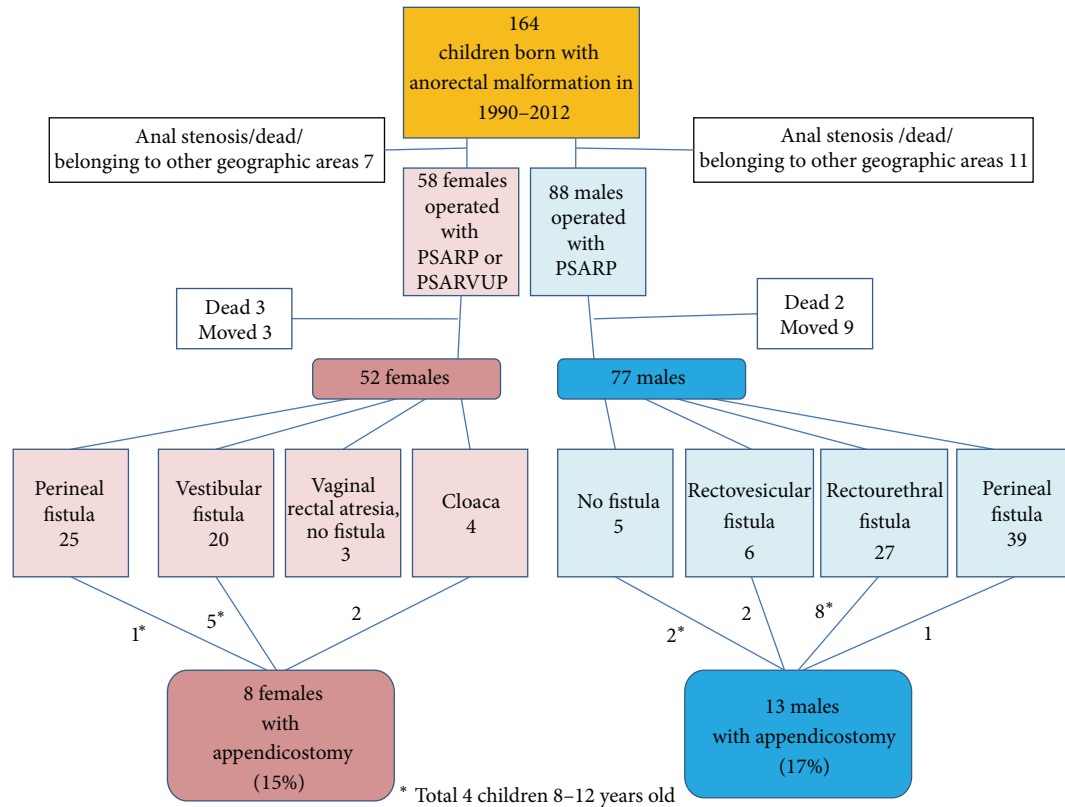 164
children born with
anorectal malformation in
1990–2012
Anal stenosis/dead/
belonging to other geographic areas 7
Anal stenosis /dead/
belonging to other geographic areas 11
58 females
operated
with
PSARP or
PSARVUP
88 males
operated
with
PSARP
Dead 3
Moved 3
Dead 2
Moved 9
52 females
77 males
Perineal
fistula
25
Vestibular
fistula
20
Vaginal
rectal atresia,
no fistula
3
Cloaca
4
No fistula
5
Rectovesicular
fistula
6
Rectourethral
fistula
27
Perineal
fistula
39
1*
5*
2
2*
2
8*
1
8 females
with
appendicostomy
(15%)
13 males
with appendicostomy
(17%)
* Total 4 children 8–12 years old